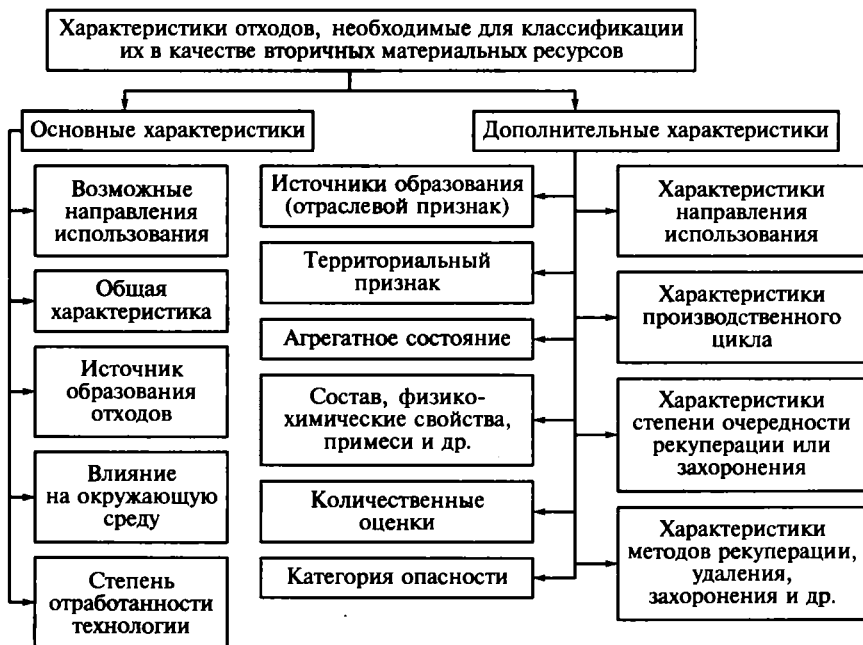 Характеристики отходов, необходимые для классификации
их в качестве вторичных материальных ресурсов
Основные характеристики
Дополнительные характеристики
Возможные
направления
использования
Общая
характеристика
Источник
образования
отходов
Влияние
на окружающую
среду
Степень
отработанности
технологии
Источники образования
(отраслевой признак)
Территориальный
признак
Агрегатное состояние
Состав, физико-
химические свойства,
примеси и др.
Количественные
оценки
Категория опасности
Характеристики
направления
использования
Характеристики
производственного
цикла
Характеристики
степени очередности
рекуперации или
захоронения
Характеристики
методов рекуперации,
удаления,
захоронения и др.